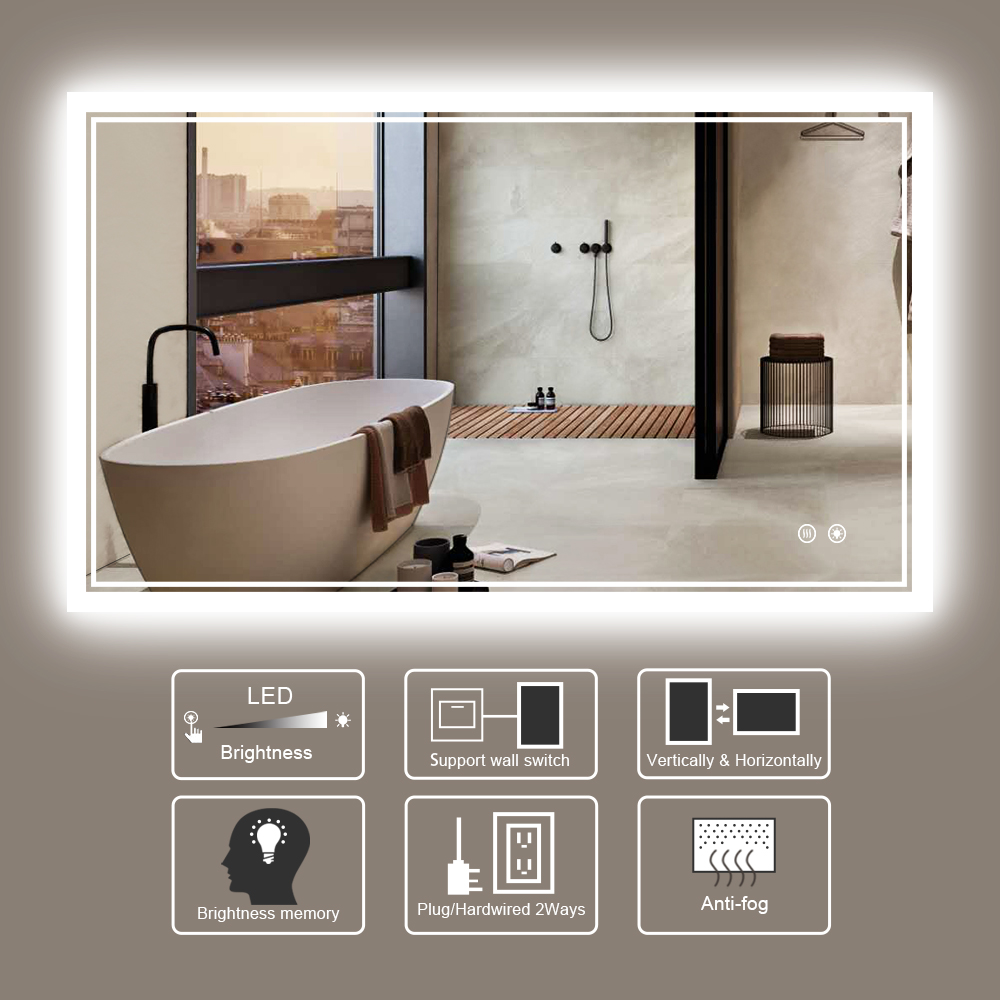 LED
Brightness
Support wall switch
Vertically & Horizontally
Brightness memory
Plug/Hardwired 2Ways
Anti-fog